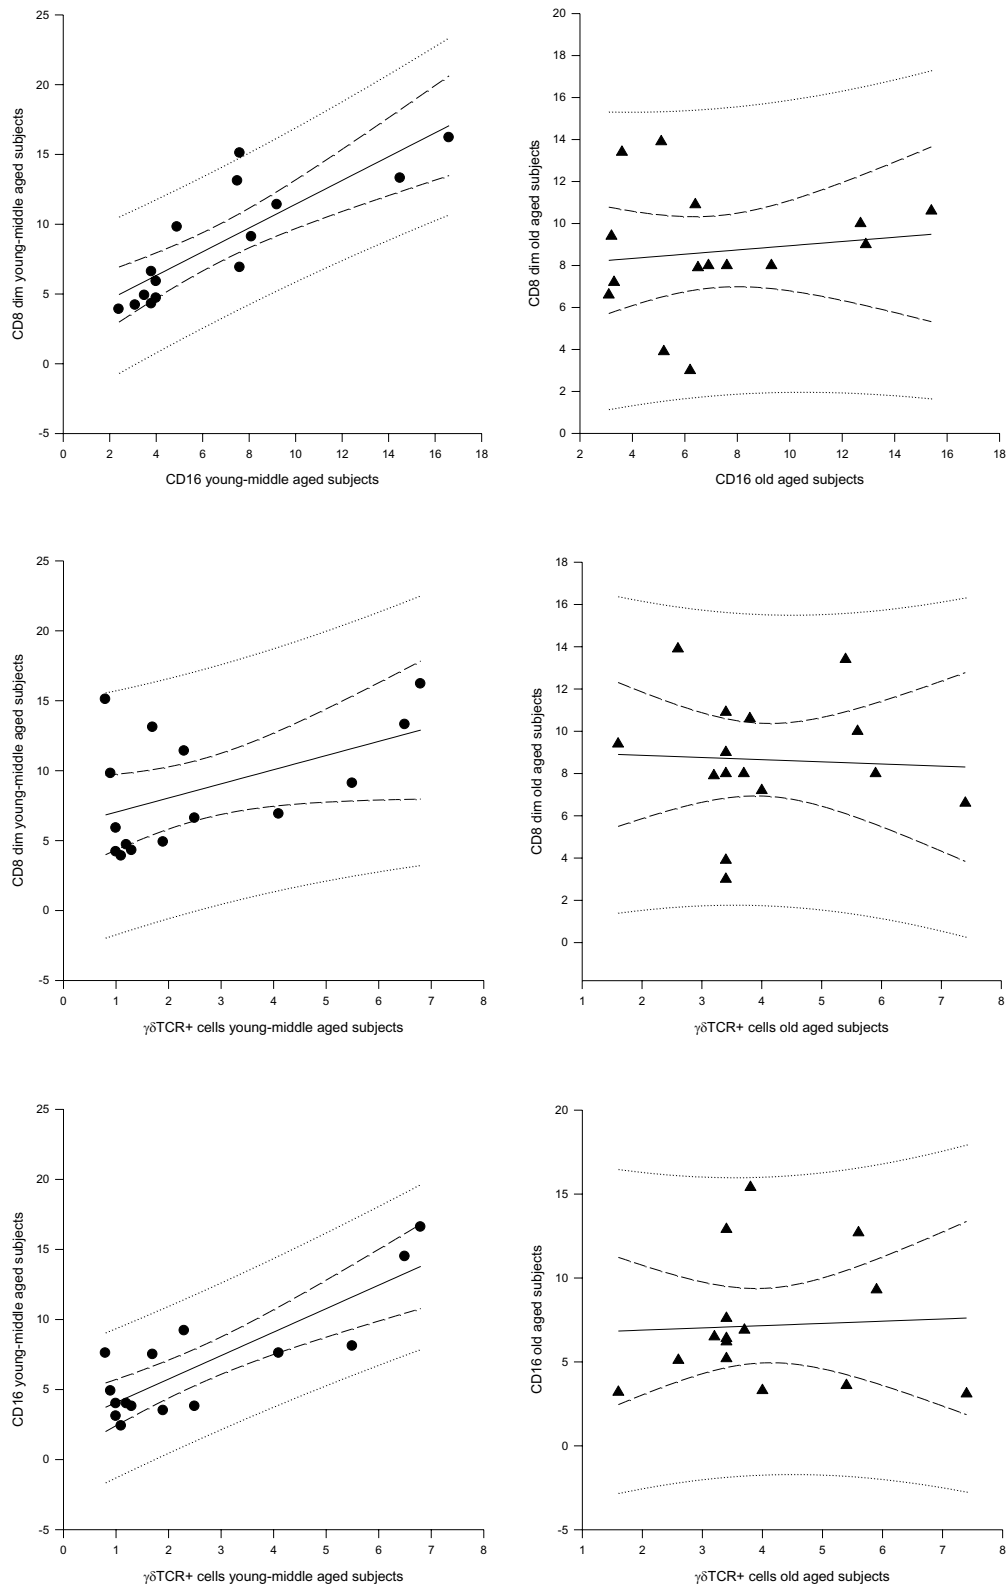 25
20
15
10
5
0
-5
0 2 4 6 8 10 12 14 16 18
CD8 dim young-middle aged subjects
CD16 young-middle aged subjects
20
18
16
14
12
10
8
6
4
2
0
2 4 6 8 10 12 14 16 18
CD8 dim old aged subjects
CD16 old aged subjects
25
20
15
10
5
0
-5
0 1 2 3 4 5 6 7 8
CD8 dim young-middle aged subjects
γδTCR+ cells young-middle aged subjects
18
16
14
12
10
8
6
4
2
0
1 2 3 4 5 6 7 8
CD8 dim old aged subjects
γδTCR+ cells old aged subjects
25
20
15
10
5
0
-5
0 1 2 3 4 5 6 7 8
CD16 young-middle aged subjects
γδTCR+ cells young-middle aged subjects
20
15
10
5
0
-5
1 2 3 4 5 6 7 8
CD16 old aged subjects
γδTCR+ cells old aged subjects